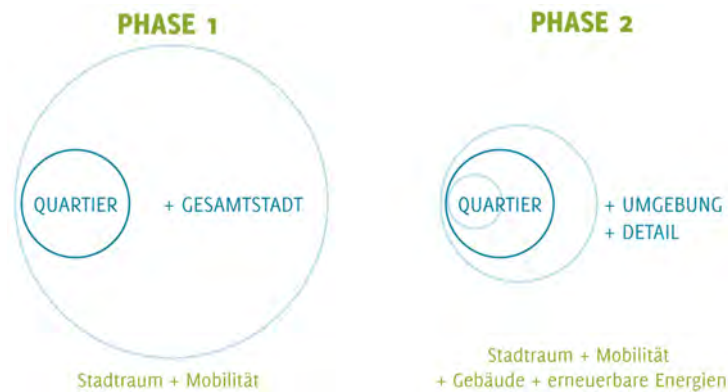 PHASE 1
QUARTIER
+ GESAMTSTADT
Stadtraum + Mobilität
PHASE 2
QUARTIER
+ UMGEBUNG
+ DETAIL
Stadtraum + Mobilität
+ Gebäude + erneuerbare Energien